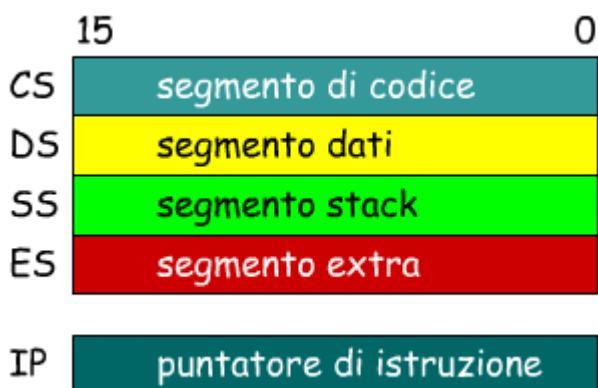 15 0
CS segmento di codice
DS segmento dati
SS segmento stack
ES segmento extra
IP puntatore di istruzione